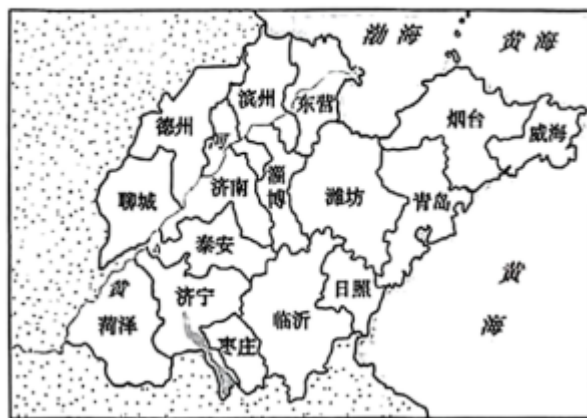 渤海
黄海
滨州
东营
德州
烟台
威海
河
淄博
聊城
济南
潍坊
青岛
泰安
黄
济宁
日照
黄海
菏泽
临沂
枣庄